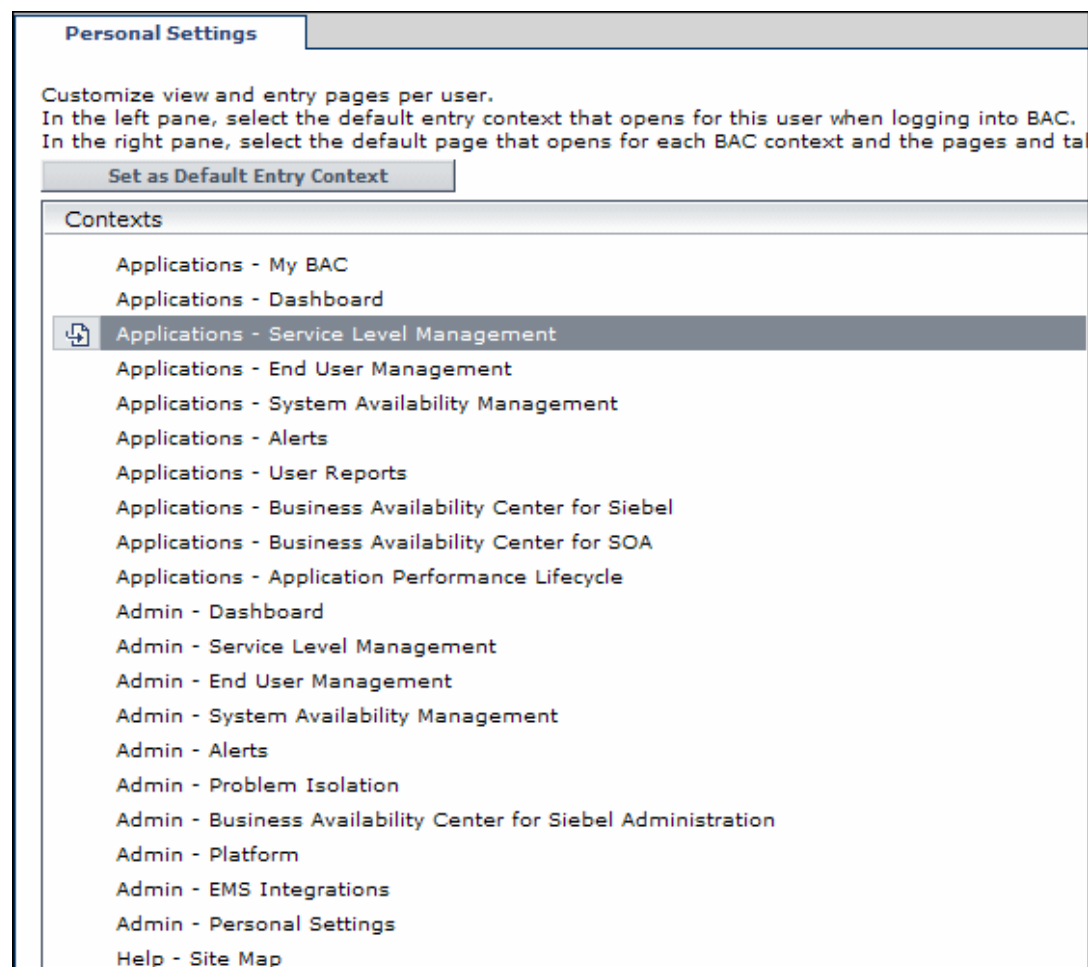 Personal Settings
Customize view and entry pages per user.
In the left pane, select the default entry context that opens for this user when logging into BAC.
In the right pane, select the default page that opens for each BAC context and the pages and
Set as Default Entry Context
Contexts
Applications - My BAC
Applications - Dashboard
Applications - Service Level Management
Applications - End User Management
Applications - System Availability Management
Applications - Alerts
Applications - User Reports
Applications - Business Availability Center for Siebel
Applications - Business Availability Center for SOA
Applications - Application Performance Lifecycle
Admin - Dashboard
Admin - Service Level Management
Admin - End User Management
Admin - System Availability Management
Admin - Alerts
Admin - Problem Isolation
Admin - Business Availability Center for Siebel Administration
Admin - Platform
Admin - EMS Integrations
Admin - Personal Settings
Help - Site Map